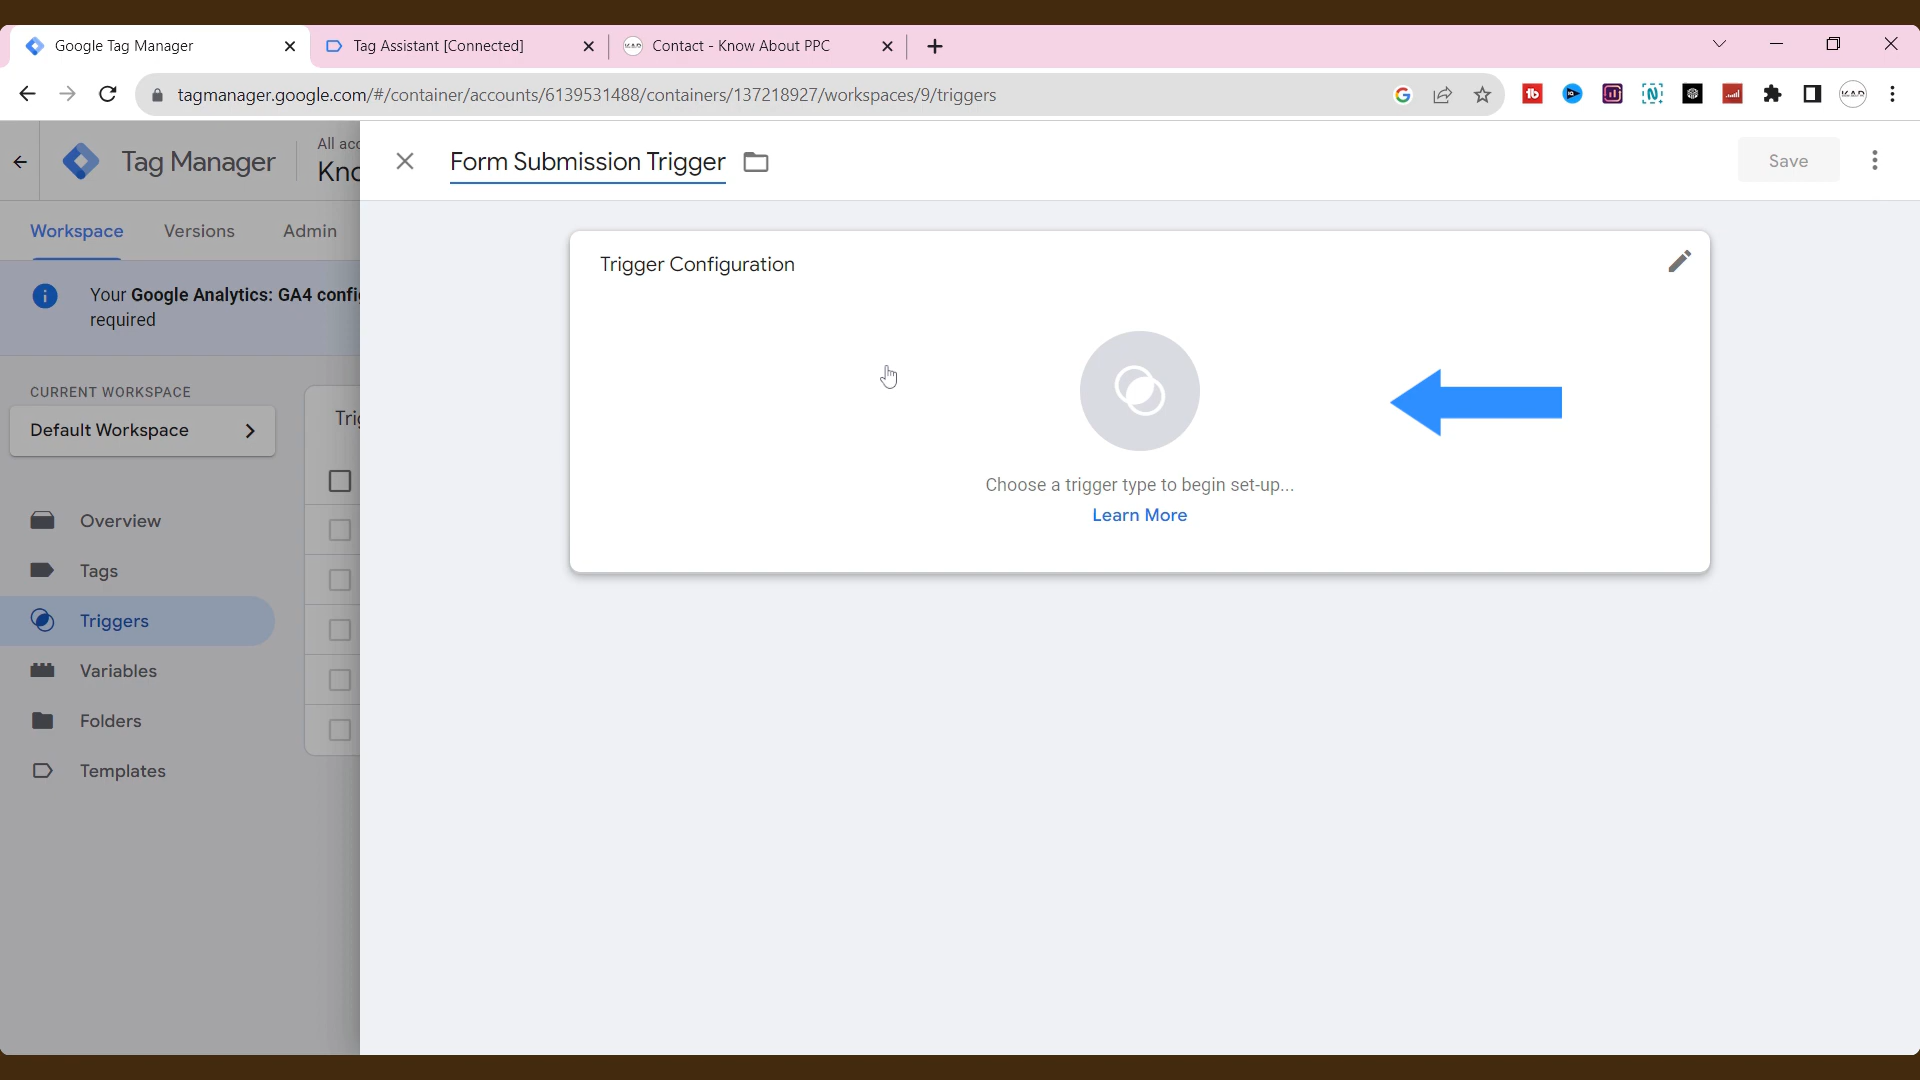 Google Tag Manager
Tag Assistant [Connected]
Contact - Know About PPC
tagmanager.google.com/#/container/accounts/6139531488/containers/137218927/workspaces/9/triggers
Tag Manager
All acc
Kno
Form Submission Trigger
Save
Workspace
Versions
Admin
Your Google Analytics: GA4 config
required
Trigger Configuration
Choose a trigger type to begin set-up...
Learn More
CURRENT WORKSPACE
Default Workspace
Trig
Overview
Tags
Triggers
Variables
Folders
Templates